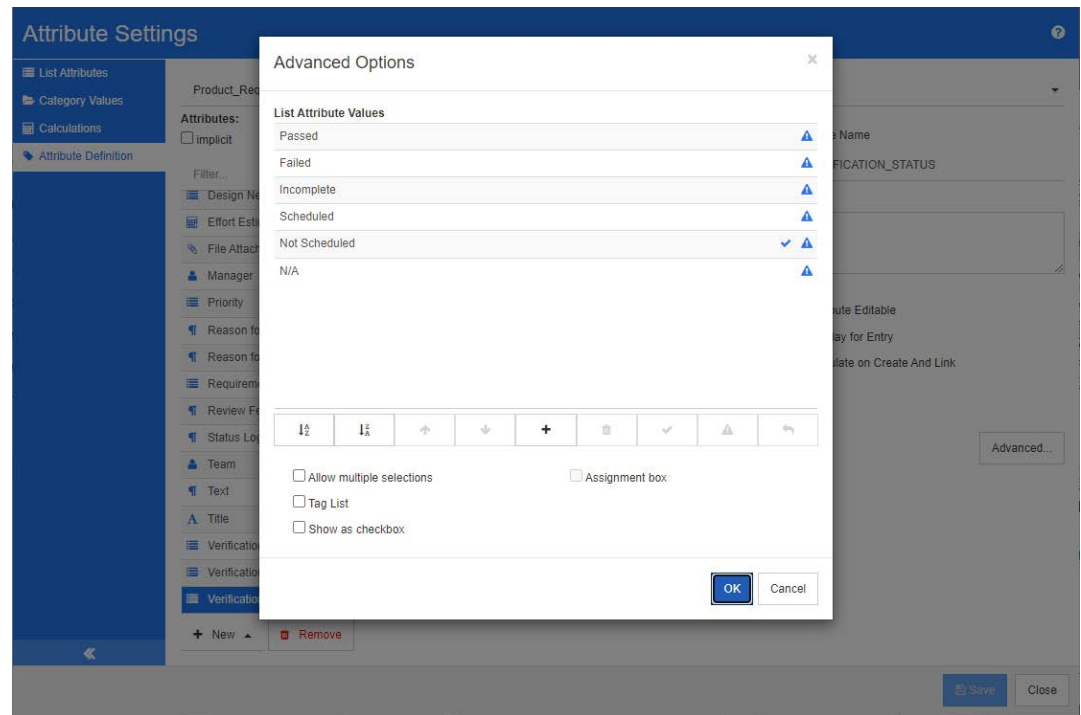 Attribute Settings
List Attributes
Category Values
Calculations
Attribute Definition
Product_Req
Attributes:
implicit
Filter...
Design Ne
Effort Esti
File Attach
Manager
Priority
Reason fo
Reason fo
Requirem
Review Fe
Status Log
Team
Text
Title
Verification
Verification
Verification
New
Remove
Advanced Options
List Attribute Values
Passed
Failed
Incomplete
Scheduled
Not Scheduled
N/A
Allow multiple selections
Assignment box
Tag List
Show as checkbox
OK
Cancel
e Name
FICATION_STATUS
ute Editable
lay for Entry
ulate on Create And Link
Advanced...
Save
Close